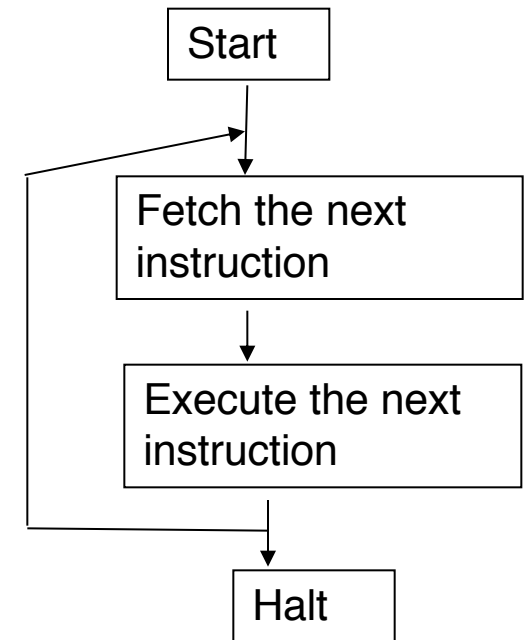 Start
Fetch the next
instruction
Execute the next
instruction
Halt